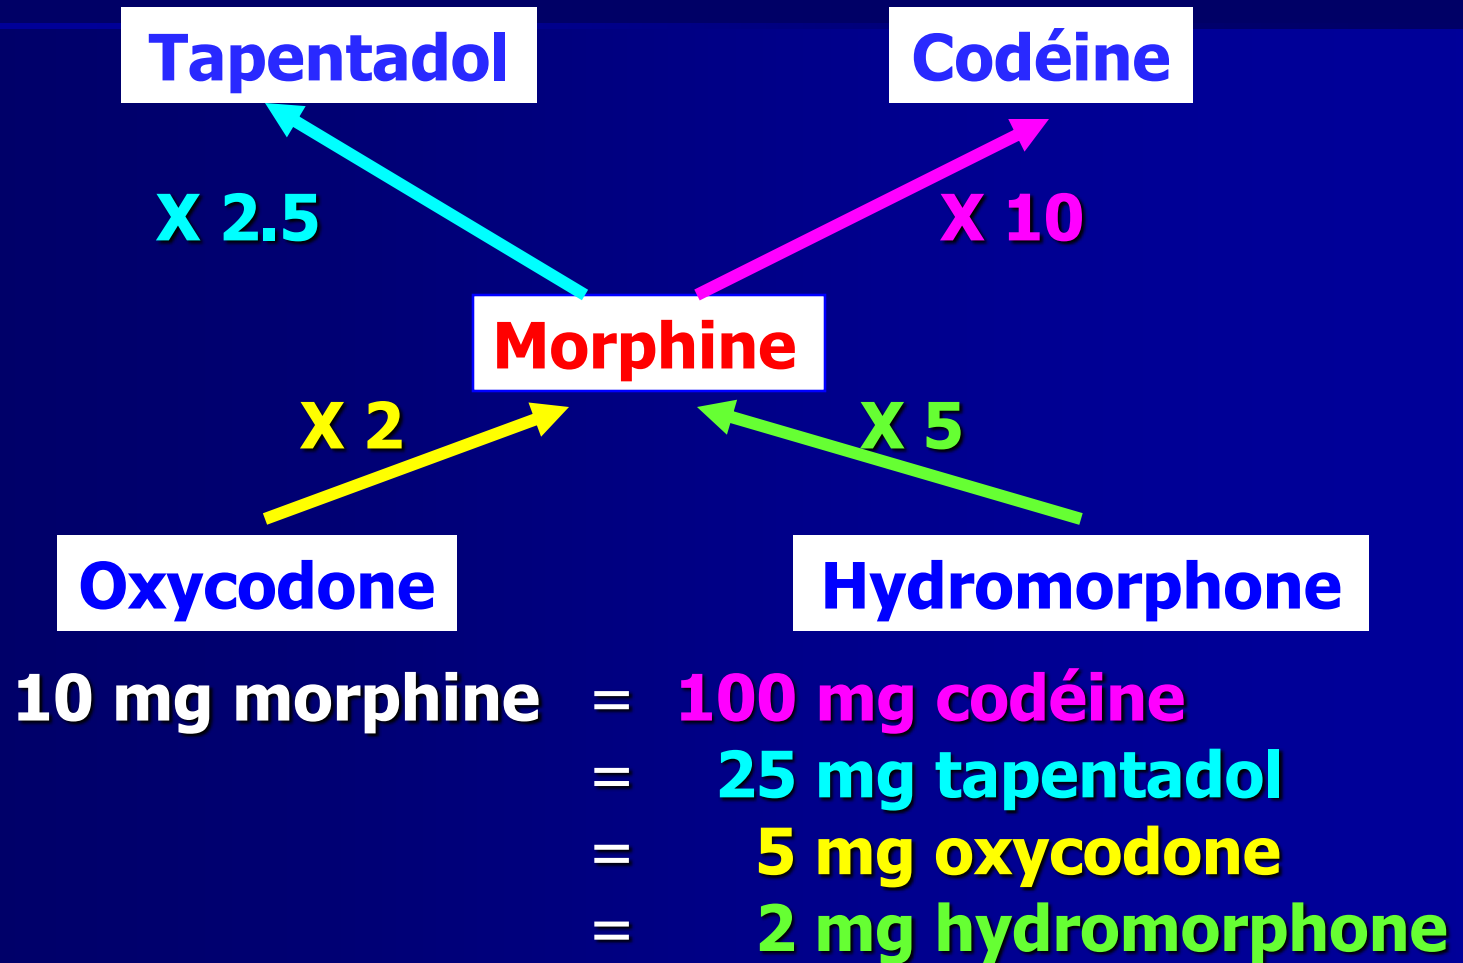 Tapentadol
Codéine
X 2.5
X 10
Morphine
X 2
X 5
Oxycodone
Hydromorphone
10 mg morphine = 100 mg codéine
= 25 mg tapentadol
= 5 mg oxycodone
= 2 mg hydromorphone